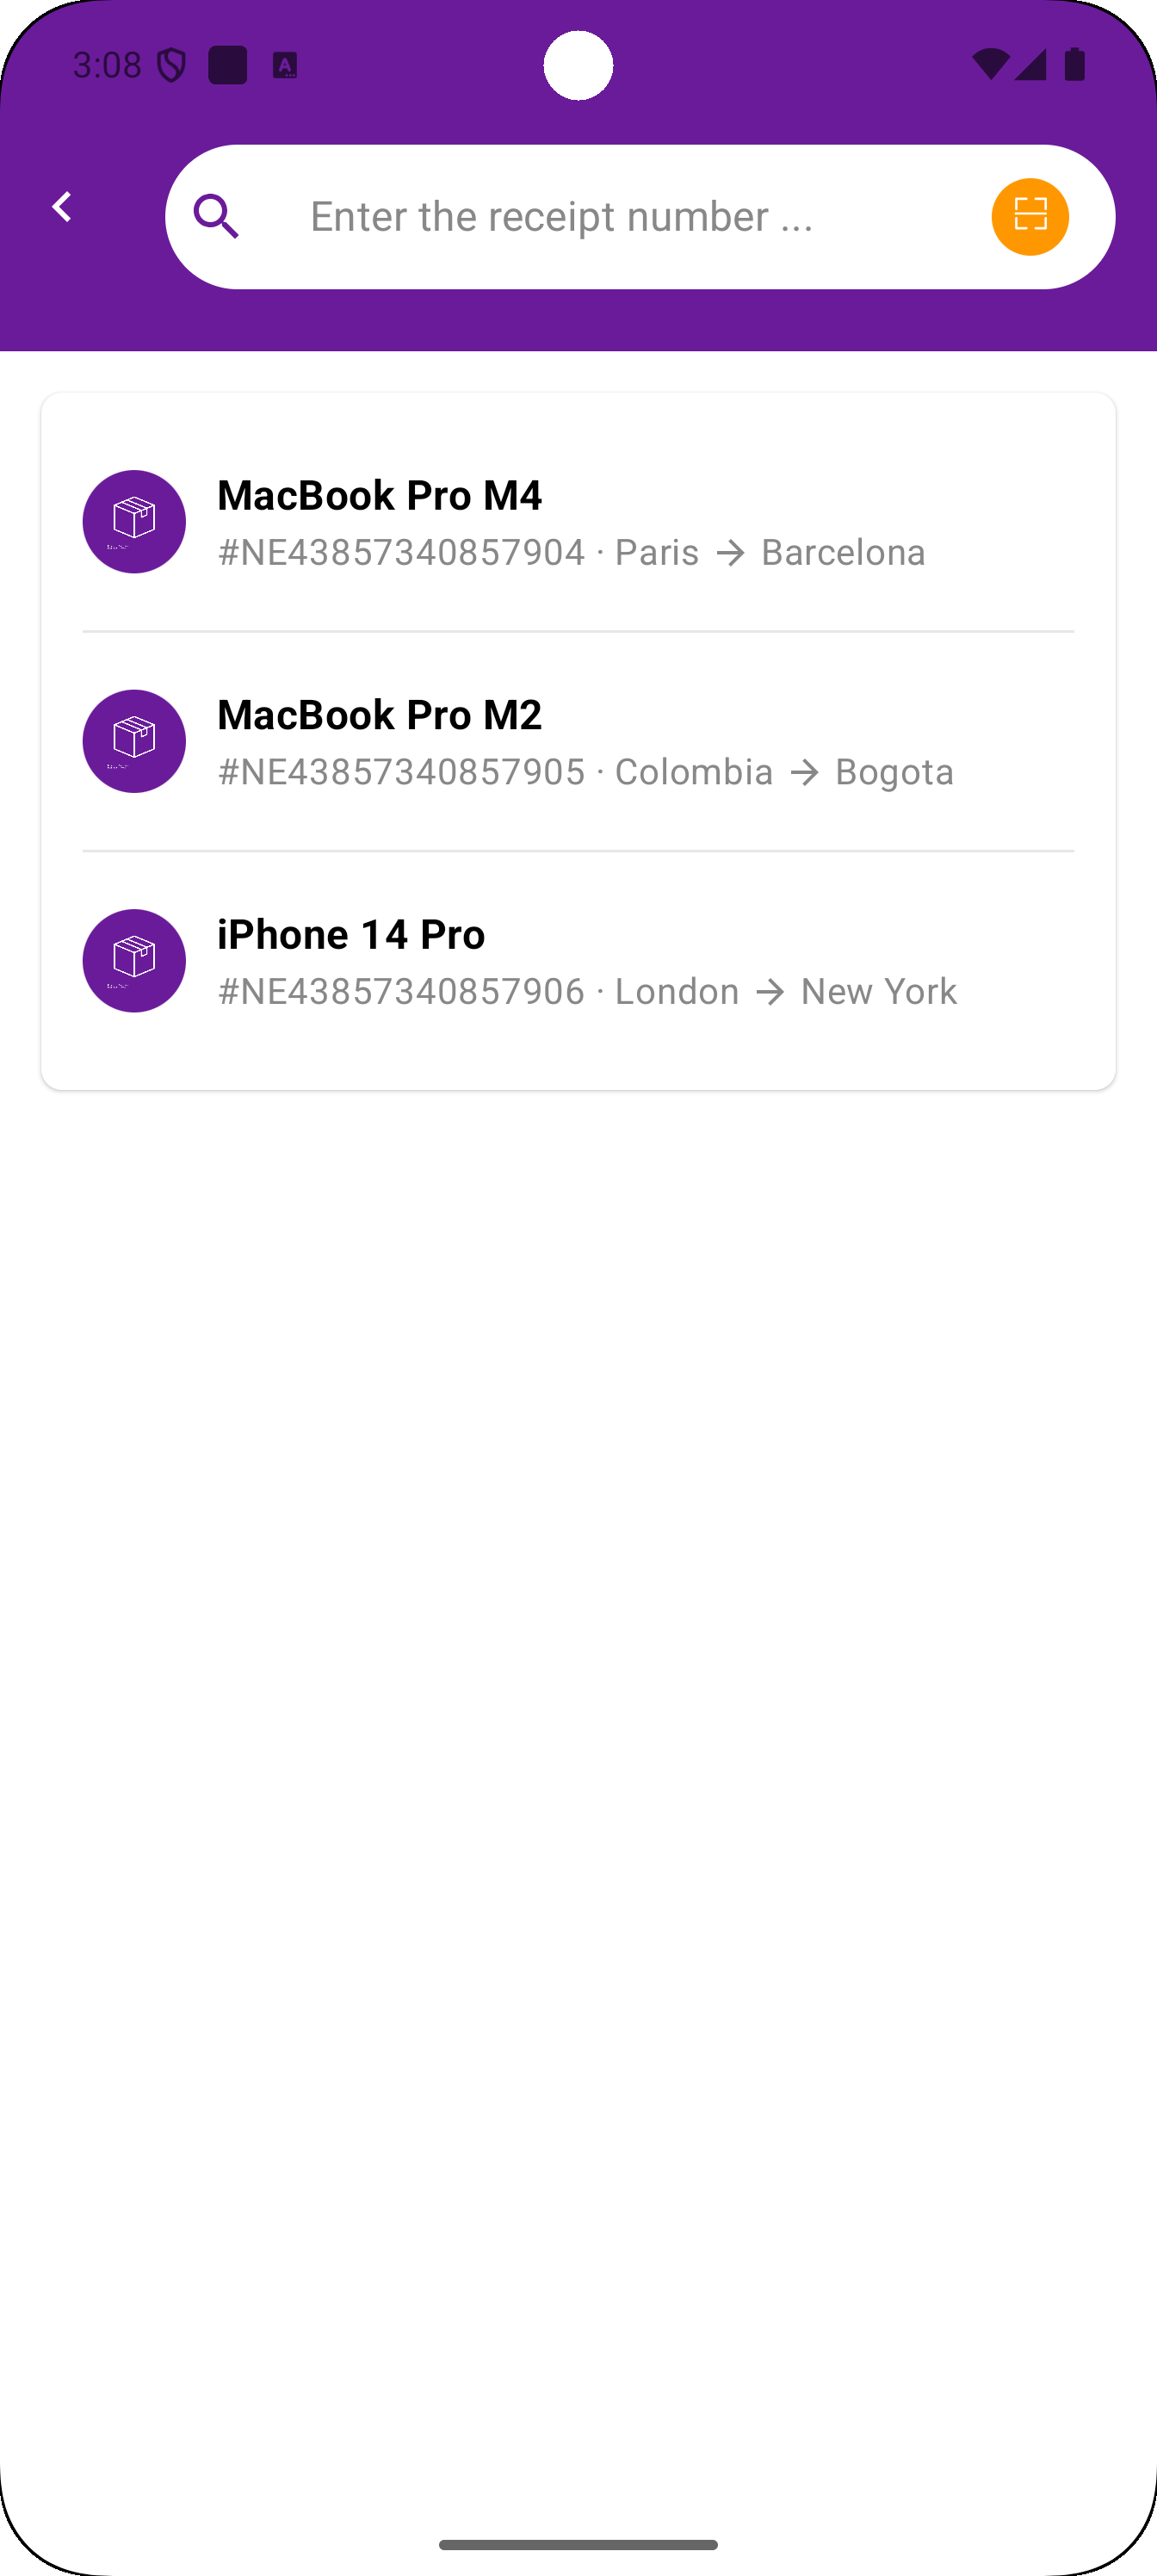 3:08
Enter the receipt number ...
MacBook Pro M4
#NE43857340857904 · Paris → Barcelona
MacBook Pro M2
#NE43857340857905 · Colombia → Bogota
iPhone 14 Pro
#NE43857340857906 · London → New York